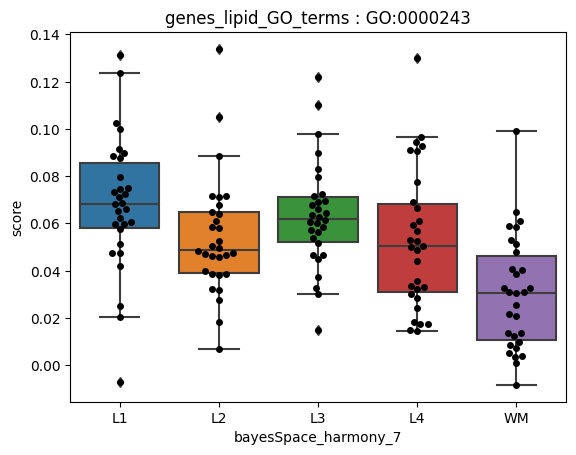 genes_lipid_GO_terms : GO:0000243
0.14
0.12
0.10
0.08
0.06
0.04
0.02
0.00
score
L1 L2 L3 L4 WM
bayesSpace_harmony_7